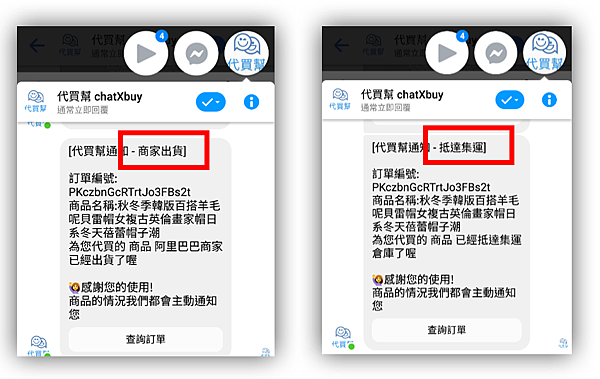 代買幫
通常立即回
4
代買幫
代買幫
代買幫 chatXbuy
通常立即回覆
[代買幫通知 - 商家出貨]
訂單編號:
PKczbnGcRTrtJo3FBs2t
商品名稱:秋冬季韓版百搭羊毛
呢貝雷帽女複古英倫畫家帽日
系冬天蓓蕾帽子潮
為您代買的 商品 阿里巴巴商家
已經出貨了喔
🙋‍♀️感謝您的使用!
商品的情況我們都會主動通知
您
查詢訂單
代買幫
代買幫
通常立即
4
代買幫
代買幫
代買幫 chatXbuy
通常立即回覆
[代買幫通知 - 抵達集運]
訂單編號:
PKczbnGcRTrtJo3FBs2t
商品名稱:秋冬季韓版百搭羊毛
呢貝雷帽女複古英倫畫家帽日
系冬天蓓蕾帽子潮
為您代買的 商品 已經抵達集運
倉庫了喔
🙋‍♀️感謝您的使用!
商品的情況我們都會主動通知
您
查詢訂單
代買幫